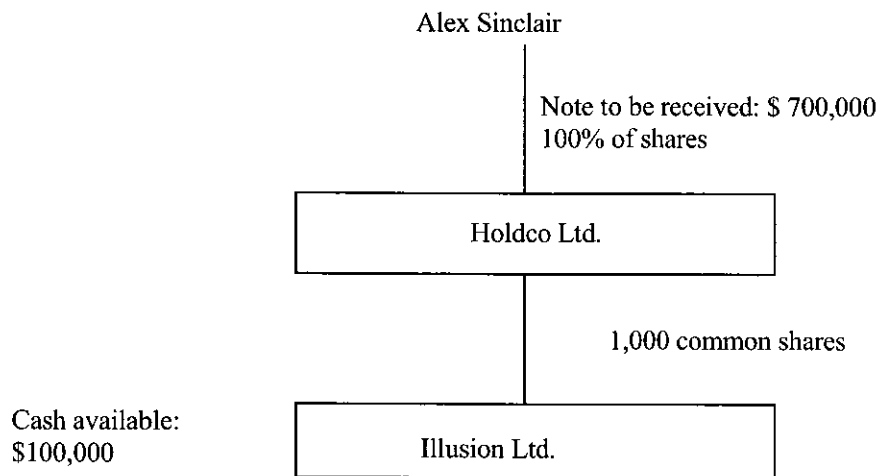 Alex Sinclair
Note to be received: $ 700,000
100% of shares
Holdco Ltd.
1,000 common shares
Cash available:
$100,000
Illusion Ltd.